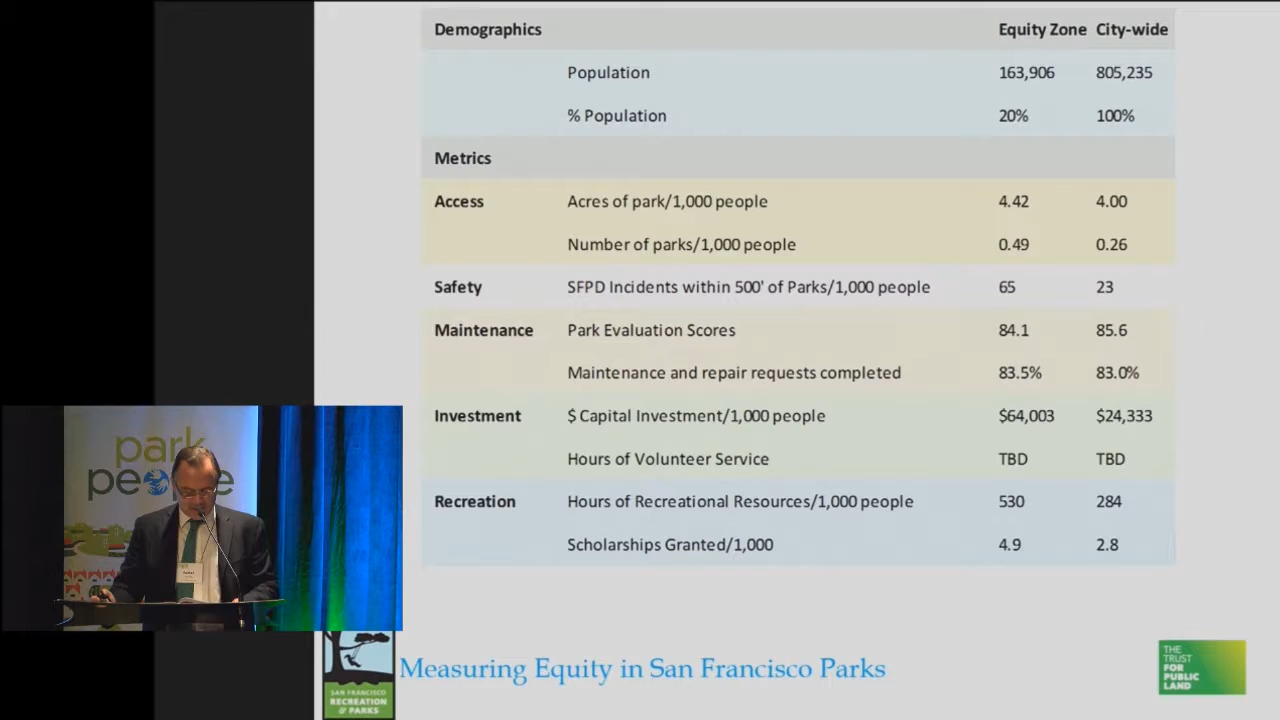 Demographics Equity Zone City-wide
Population 163,906 805,235
% Population 20% 100%
Metrics
Access Acres of park/1,000 people 4.42 4.00
Number of parks/1,000 people 0.49 0.26
Safety SFPD Incidents within 500' of Parks/1,000 people 65 23
Maintenance Park Evaluation Scores 84.1 85.6
Maintenance and repair requests completed 83.5% 83.0%
Investment $ Capital Investment/1,000 people $64,003 $24,333
Hours of Volunteer Service TBD TBD
Recreation Hours of Recreational Resources/1,000 people 530 284
Scholarships Granted/1,000 4.9 2.8
park
people
SAN FRANCISCO
RECREATION
& PARKS
Measuring Equity in San Francisco Parks
THE
TRUST
FOR
PUBLIC
LAND